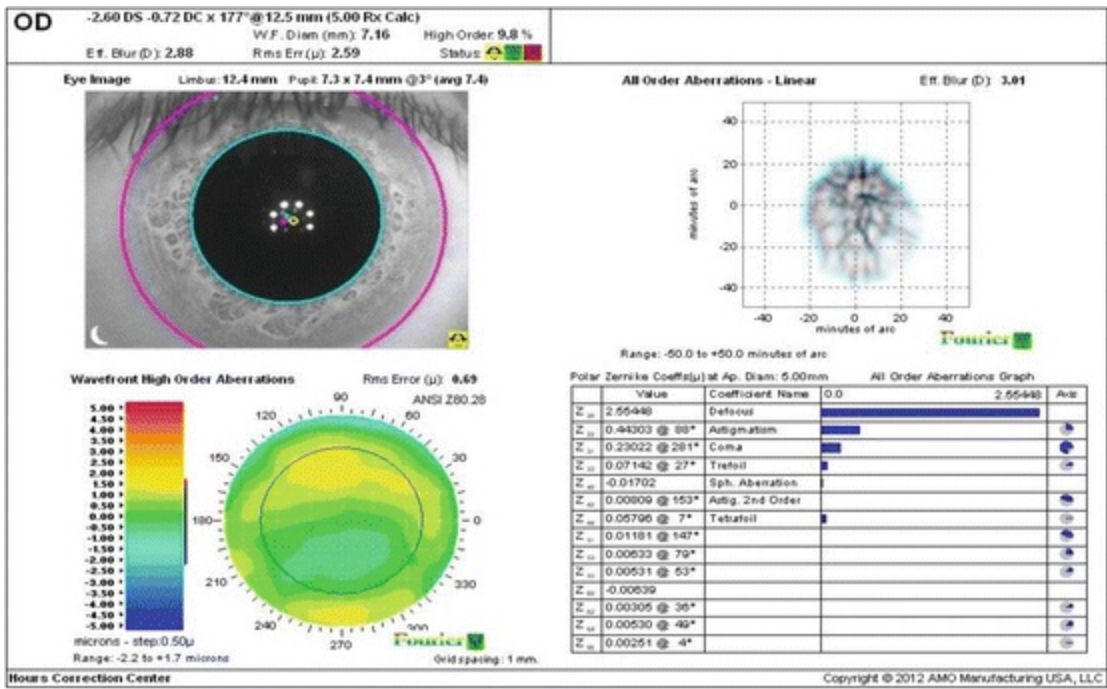 OD
-2.60 DS -0.72 DC x 177°@12.5 mm (5.00 Rx Calc)
W.F. Diam (mm): 7.16 High Order: 9.8 %
Eff. Blur (D): 2.88 Rms Err.(μ): 2.59 Status:
Eye Image Limbus: 12.4 mm Pupil: 7.3 x 7.4 mm @3° (avg 7.4)
All Order Aberrations - Linear Eff. Blur (D): 3.01
minutes of arc
40
20
0
-20
-40
-40 -20 0 20 40
minutes of arc
Fourier
Range: -50.0 to +50.0 minutes of arc
Wavefront High Order Aberrations Rms Error (μ): 0.69
ANSI Z80.28
5.00
4.50
4.00
3.50
3.00
2.50
2.00
1.50
1.00
0.50
0.00
-0.50
-1.00
-1.50
-2.00
-2.50
-3.00
-3.50
-4.00
-4.50
-5.00
90
120 60
150 30
180 0
210 330
240 300
270
microns - step:0.50μ
Range: -2.2 to +1.7 microns
Fourier
Grid spacing: 1 mm.
Polar Zernike Coeffs(μ) at Ap. Diam: 5.00mm All Order Aberrations Graph
Value Coefficient Name 0.0 2.55448 Axis
Z 2.55448 Defocus
Z 0.44303 @ 88° Astigmatism
Z 0.23022 @ 281° Coma
Z 0.07142 @ 27° Trefoil
Z -0.01702 Sph. Aberration
Z 0.00809 @ 153° Astig. 2nd Order
Z 0.05796 @ 7° Tetrafoil
Z 0.01181 @ 147°
Z 0.00633 @ 79°
Z 0.00531 @ 53°
Z -0.00639
Z 0.00305 @ 36°
Z 0.00530 @ 49°
Z 0.00251 @ 4°
Hours Correction Center Copyright © 2012 AMO Manufacturing USA, LLC